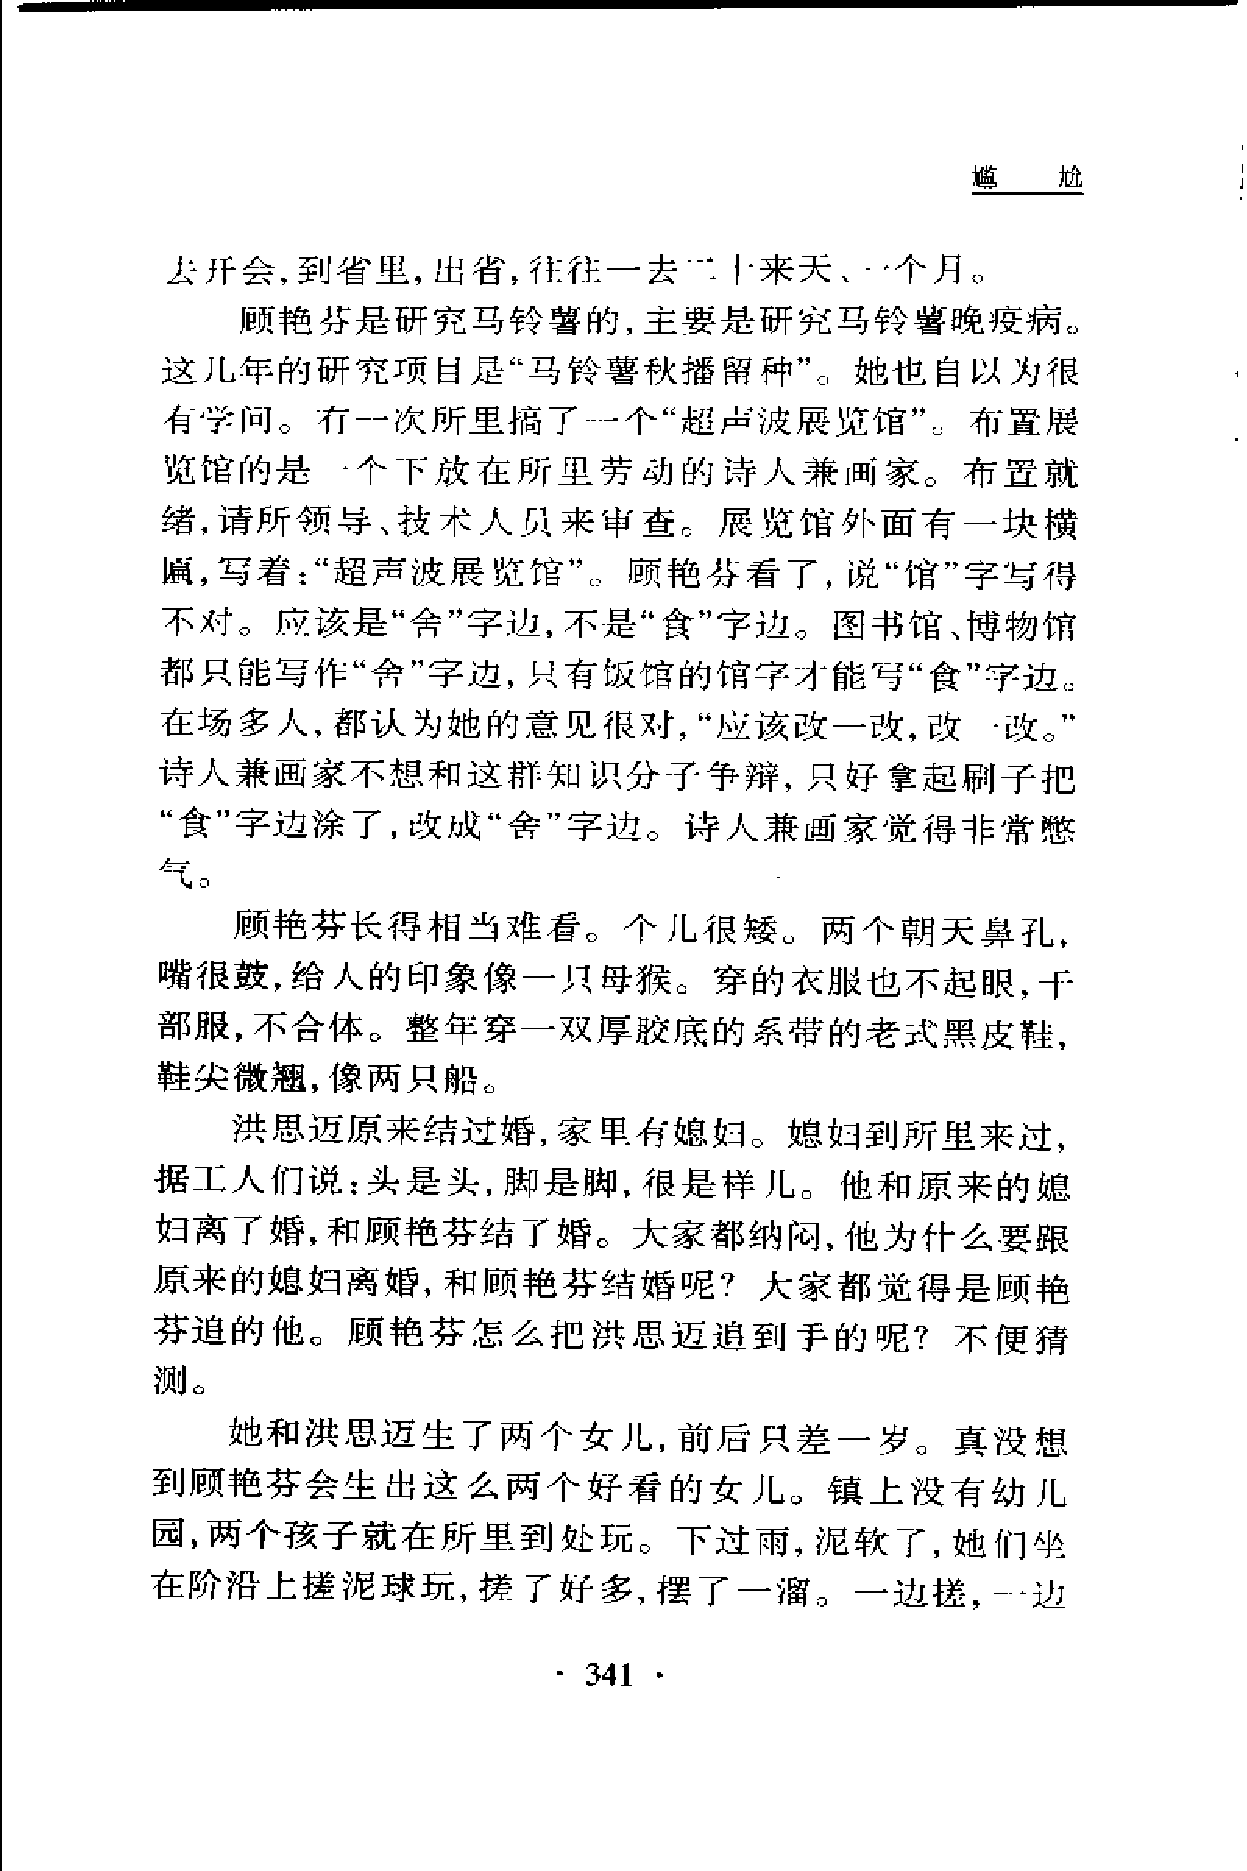 尴 尬
去开会,到省里,出省,往往一去二十来天、一个月。
顾艳芬是研究马铃薯的,主要是研究马铃薯晚疫病。
这几年的研究项目是“马铃薯秋播留种”。她也自以为很
有学问。有一次所里搞了一个“超声波展览馆”。布置展
览馆的是一个下放在所里劳动的诗人兼画家。布置就
绪,请所领导、技术人员来审查。展览馆外面有一块横
匾,写着:“超声波展览馆”。顾艳芬看了,说“馆”字写得
不对。应该是“舍”字边,不是“食”字边。图书馆、博物馆
都只能写作“舍”字边,只有饭馆的馆字才能写“食”字边。
在场多人,都认为她的意见很对,“应该改一改,改一改。”
诗人兼画家不想和这群知识分子争辩,只好拿起刷子把
“食”字边涂了,改成“舍”字边。诗人兼画家觉得非常憋
气。
顾艳芬长得相当难看。个儿很矮。两个朝天鼻孔,
嘴很鼓,给人的印象像一只母猴。穿的衣服也不起眼,干
部服,不合体。整年穿一双厚胶底的系带的老式黑皮鞋,
鞋尖微翘,像两只船。
洪思迈原来结过婚,家里有媳妇。媳妇到所里来过,
据工人们说:头是头,脚是脚,很是样儿。他和原来的媳
妇离了婚,和顾艳芬结了婚。大家都纳闷,他为什么要跟
原来的媳妇离婚,和顾艳芬结婚呢?大家都觉得是顾艳
芬追的他。顾艳芬怎么把洪思迈追到手的呢?不便猜
测。
她和洪思迈生了两个女儿,前后只差一岁。真没想
到顾艳芬会生出这么两个好看的女儿。镇上没有幼儿
园,两个孩子就在所里到处玩。下过雨,泥软了,她们坐
在阶沿上搓泥球玩,搓了好多,摆了一溜。一边搓,一边
· 341 ·